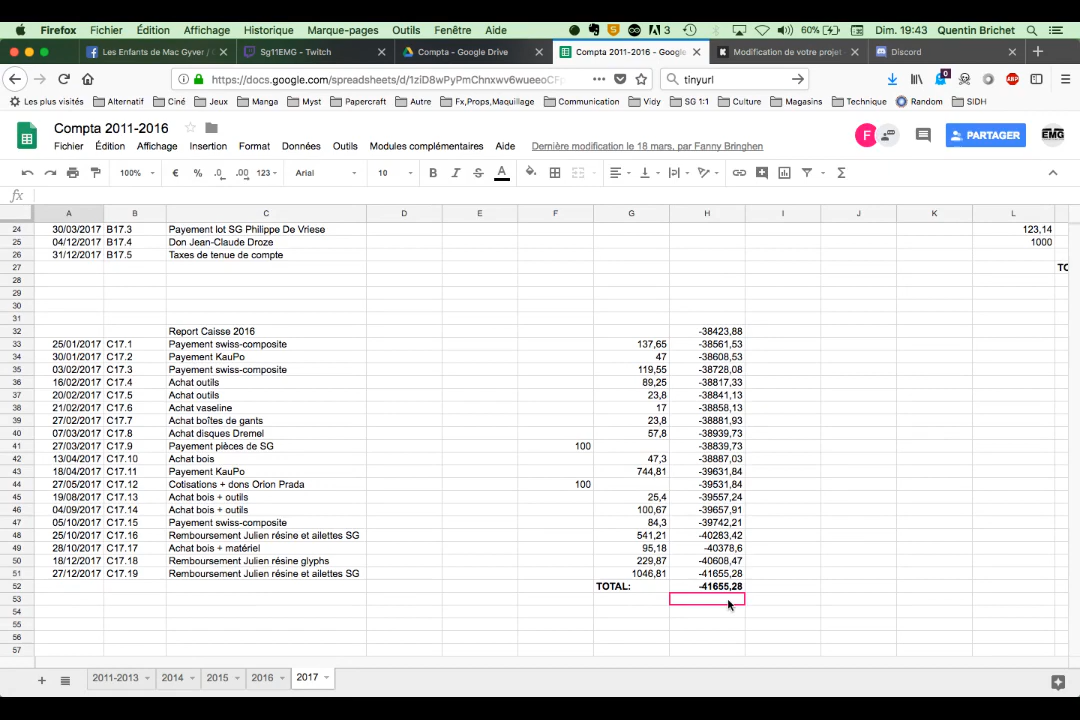 Firefox Fichier Édition Affichage Historique Marque-pages Outils Fenêtre Aide 3 60% Dim. 19:43 Quentin Brichet
Les Enfants de Mac Gyver / Sg11EMG - Twitch Compta - Google Drive Compta 2011-2016 - Google Modification de votre projet Discord
https://docs.google.com/spreadsheets/d/1ziD8wPyPmChnxwv6wueeoCF tinyurl 0 ABP
Les plus visités Alternatif Ciné Jeux Manga Myst Papercraft Autre Fx,Props,Maquillage Communication Vidy SG 1:1 Culture Magasins Technique Random SIDH
Compta 2011-2016 F PARTAGER EMG
Fichier Édition Affichage Insertion Format Données Outils Modules complémentaires Aide Dernière modification le 18 mars, par Fanny Bringhen
100% € % .0 .00 123 Arial 10 B I S A Σ
fx
A B C D E F G H I J K L
24 30/03/2017 B17.3 Payement lot SG Philippe De Vriese 123,14
25 04/12/2017 B17.4 Don Jean-Claude Droze 1000
26 31/12/2017 B17.5 Taxes de tenue de compte
27 TO
28
29
30
31
32 Report Caisse 2016 -38423,88
33 25/01/2017 C17.1 Payement swiss-composite 137,65 -38561,53
34 30/01/2017 C17.2 Payement KauPo 47 -38608,53
35 03/02/2017 C17.3 Payement swiss-composite 119,55 -38728,08
36 16/02/2017 C17.4 Achat outils 89,25 -38817,33
37 20/02/2017 C17.5 Achat outils 23,8 -38841,13
38 21/02/2017 C17.6 Achat vaseline 17 -38858,13
39 27/02/2017 C17.7 Achat boîtes de gants 23,8 -38881,93
40 07/03/2017 C17.8 Achat disques Dremel 57,8 -38939,73
41 27/03/2017 C17.9 Payement pièces de SG 100 -38839,73
42 13/04/2017 C17.10 Achat bois 47,3 -38887,03
43 18/04/2017 C17.11 Payement KauPo 744,81 -39631,84
44 27/05/2017 C17.12 Cotisations + dons Orion Prada 100 -39531,84
45 19/08/2017 C17.13 Achat bois + outils 25,4 -39557,24
46 04/09/2017 C17.14 Achat bois + outils 100,67 -39657,91
47 05/10/2017 C17.15 Payement swiss-composite 84,3 -39742,21
48 25/10/2017 C17.16 Remboursement Julien résine et ailettes SG 541,21 -40283,42
49 28/10/2017 C17.17 Achat bois + matériel 95,18 -40378,6
50 18/12/2017 C17.18 Remboursement Julien résine glyphs 229,87 -40608,47
51 27/12/2017 C17.19 Remboursement Julien résine et ailettes SG 1046,81 -41655,28
52 TOTAL: -41655,28
53
54
55
56
57
2011-2013 2014 2015 2016 2017